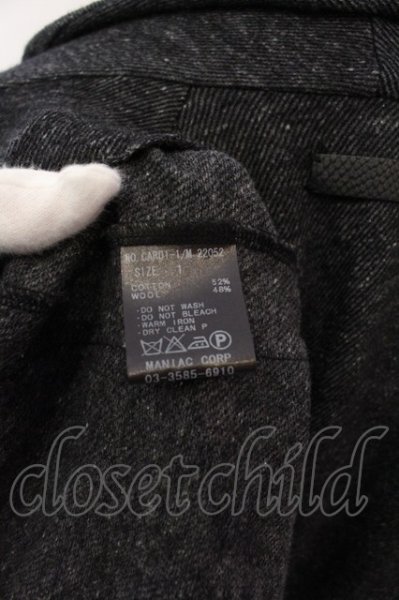 NO. CARD1-I/M 22052
SIZE 1
COTTON 52%
WOOL 48%
・DO NOT WASH
・DO NOT BLEACH
・WARM IRON
・DRY CLEAN P
P
MANIAC CORP.
03-3585-6910
closetchild